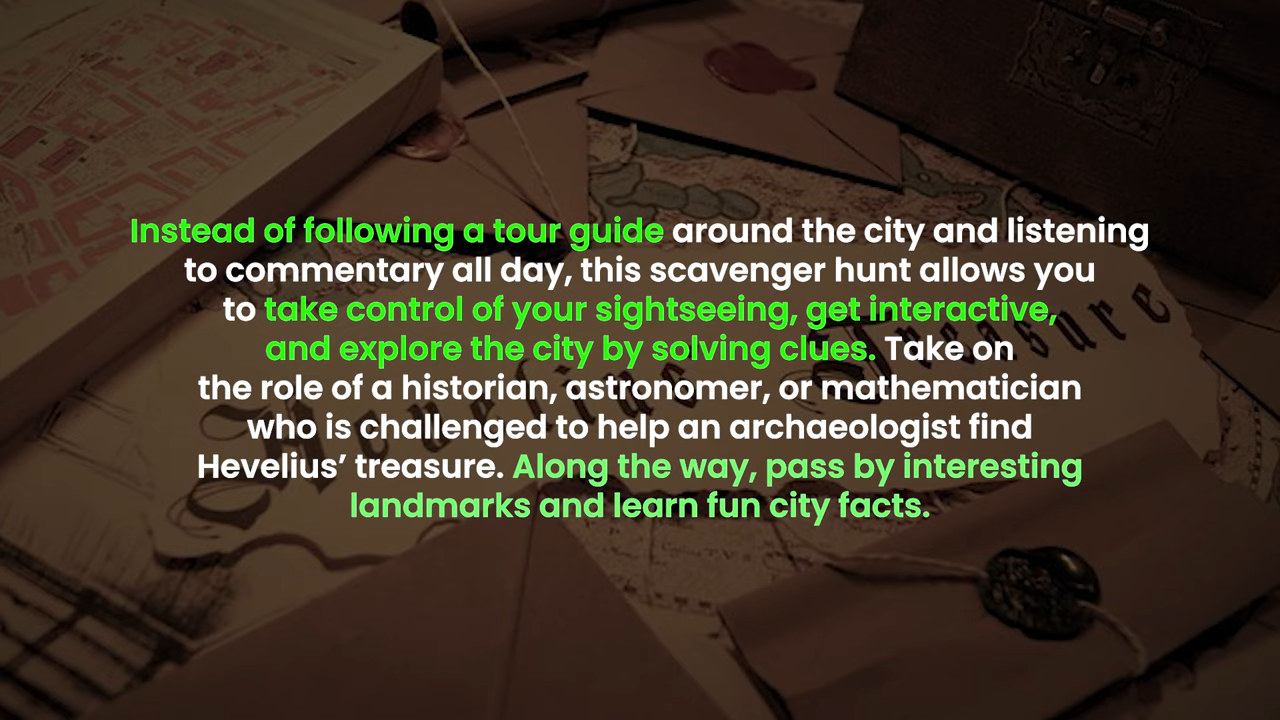 Instead of following a tour guide around the city and listening
to commentary all day, this scavenger hunt allows you
to take control of your sightseeing, get interactive,
and explore the city by solving clues. Take on
the role of a historian, astronomer, or mathematician
who is challenged to help an archaeologist find
Hevelius’ treasure. Along the way, pass by interesting
landmarks and learn fun city facts.
Hevelius' Treasure